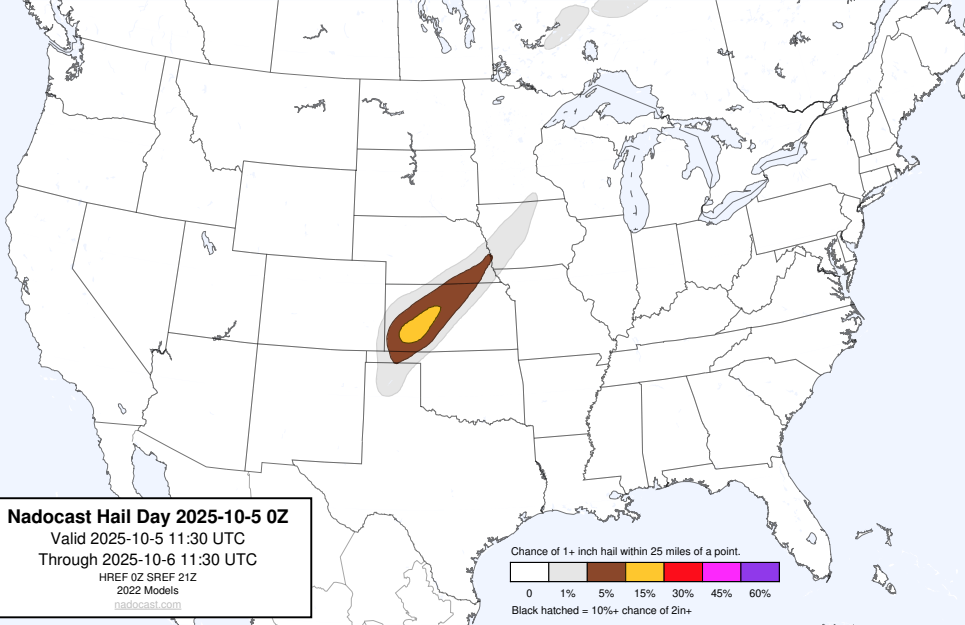 Nadocast Hail Day 2025-10-5 0Z
Valid 2025-10-5 11:30 UTC
Through 2025-10-6 11:30 UTC
HREF 0Z SREF 21Z
2022 Models
nadocast.com
Chance of 1+ inch hail within 25 miles of a point.
0 1% 5% 15% 30% 45% 60%
Black hatched = 10%+ chance of 2in+